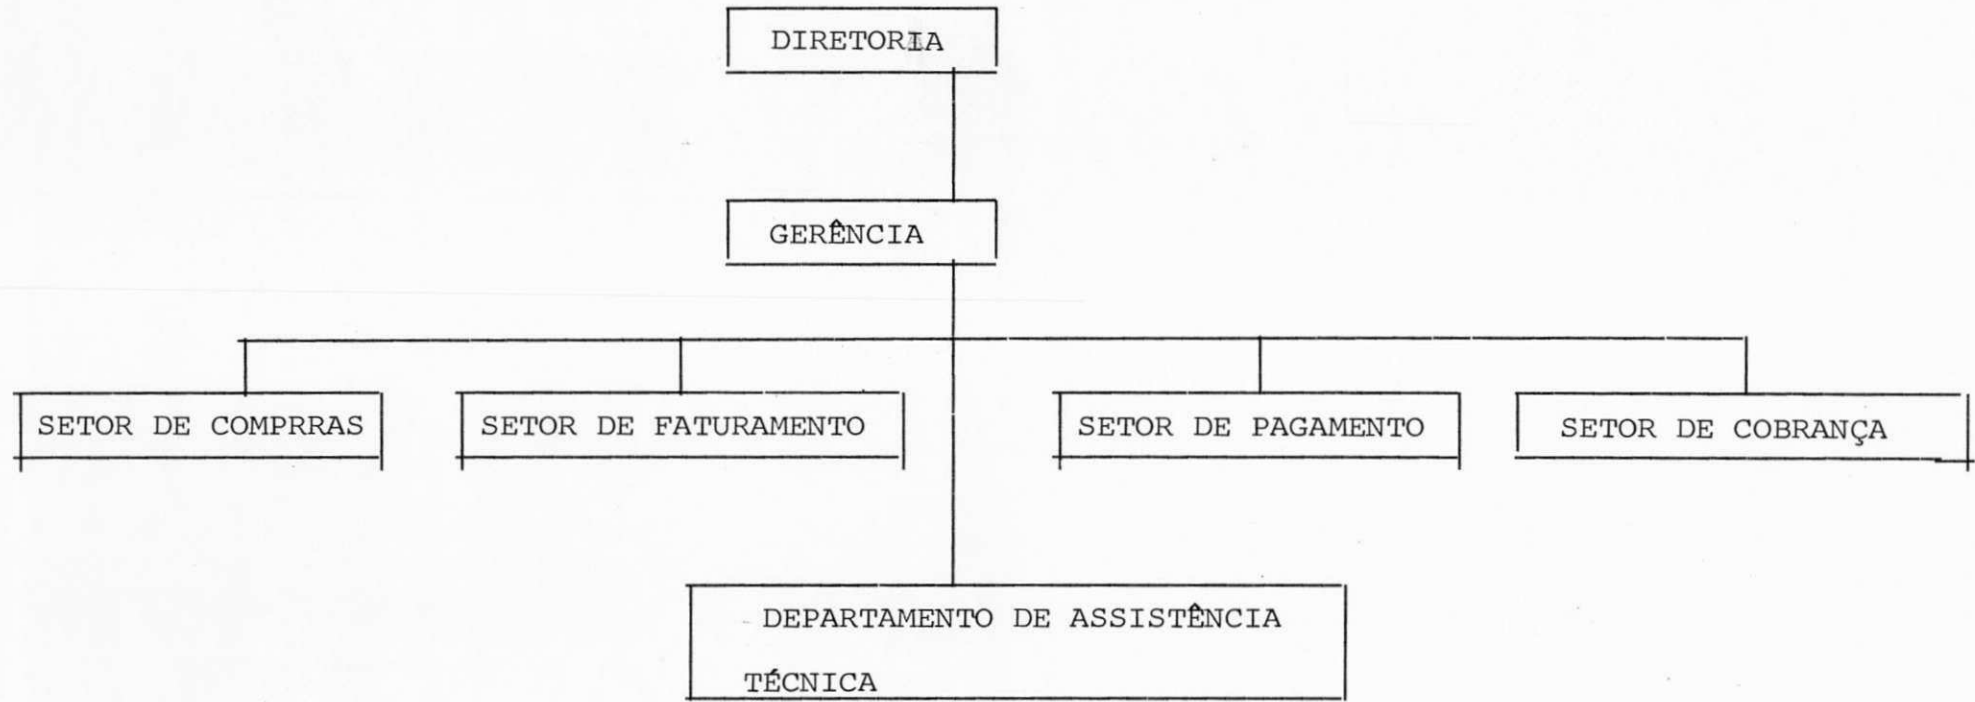 DIRETORIA
GERÊNCIA
SETOR DE COMPRRAS
SETOR DE FATURAMENTO
SETOR DE PAGAMENTO
SETOR DE COBRANÇA
DEPARTAMENTO DE ASSISTÊNCIA
TÉCNICA